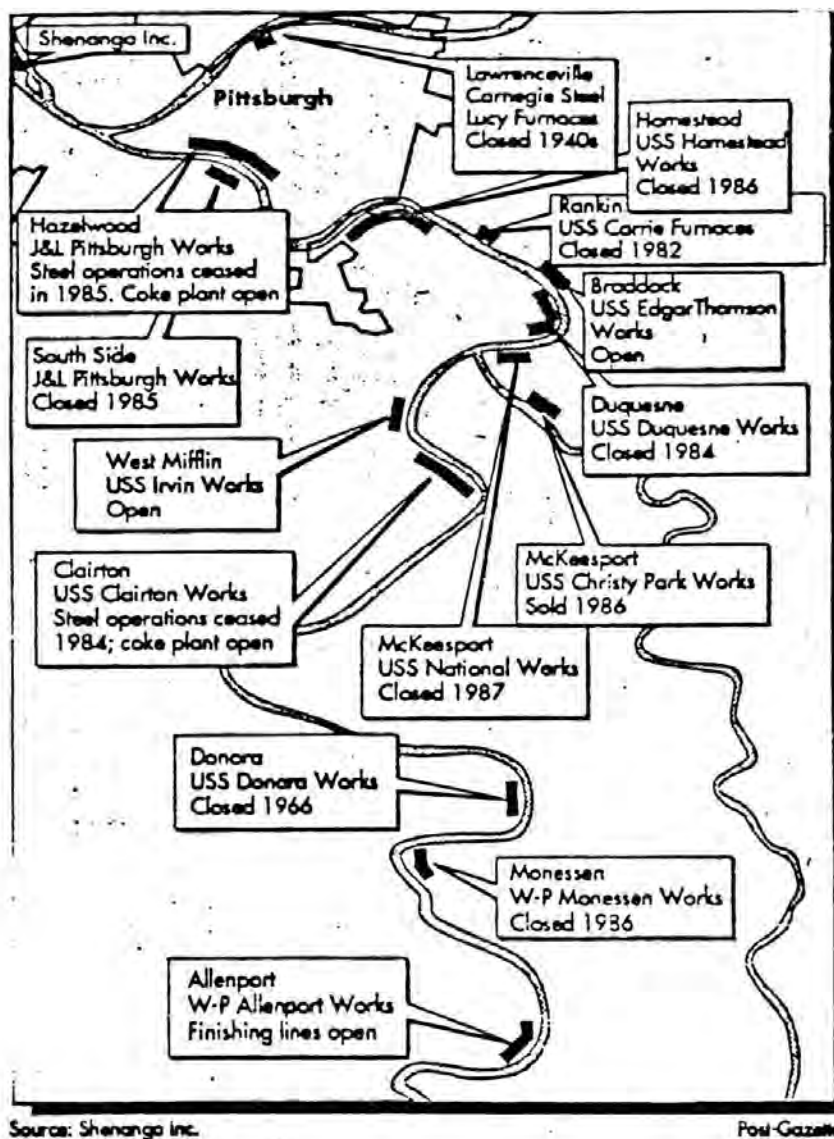 Shenango Inc.
Pittsburgh
Lawrenceville
Carnegie Steel
Lucy Furnaces
Closed 1940s
Homestead
USS Homestead
Works
Closed 1986
Hazelwood
J&L Pittsburgh Works
Steel operations ceased
in 1985. Coke plant open
Rankin
USS Carrie Furnaces
Closed 1982
Braddock
USS Edgar Thomson
Works
Open
South Side
J&L Pittsburgh Works
Closed 1985
Duquesne
USS Duquesne Works
Closed 1984
West Mifflin
USS Irvin Works
Open
McKeesport
USS Christy Park Works
Sold 1986
Clairton
USS Clairton Works
Steel operations ceased
1984; coke plant open
McKeesport
USS National Works
Closed 1987
Donora
USS Donora Works
Closed 1966
Monessen
W-P Monessen Works
Closed 1986
Allenport
W-P Allenport Works
Finishing lines open
Source: Shenango Inc.
Post-Gazette